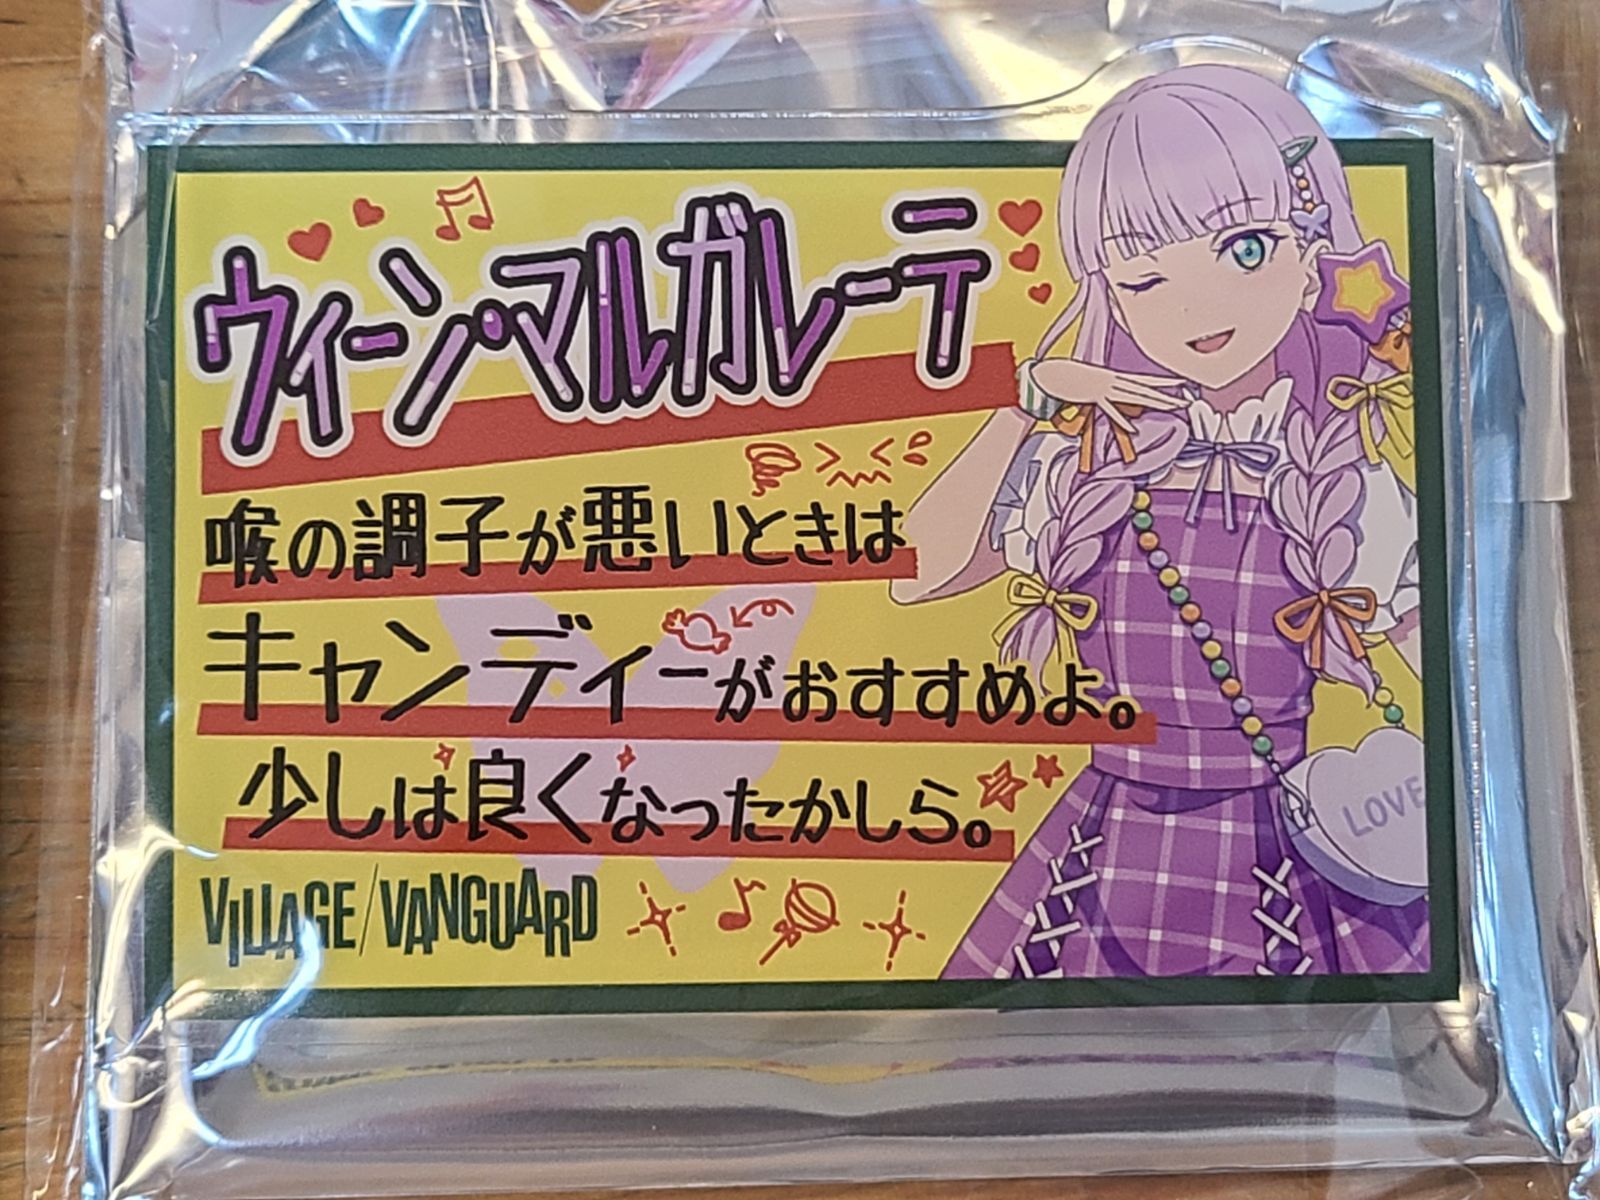 ウィーン・マルガレーテ
喉の調子が悪いときは
キャンディーがおすすめよ。
少しは良くなったかしら。
VILLAGE/VANGUARD
LOVE